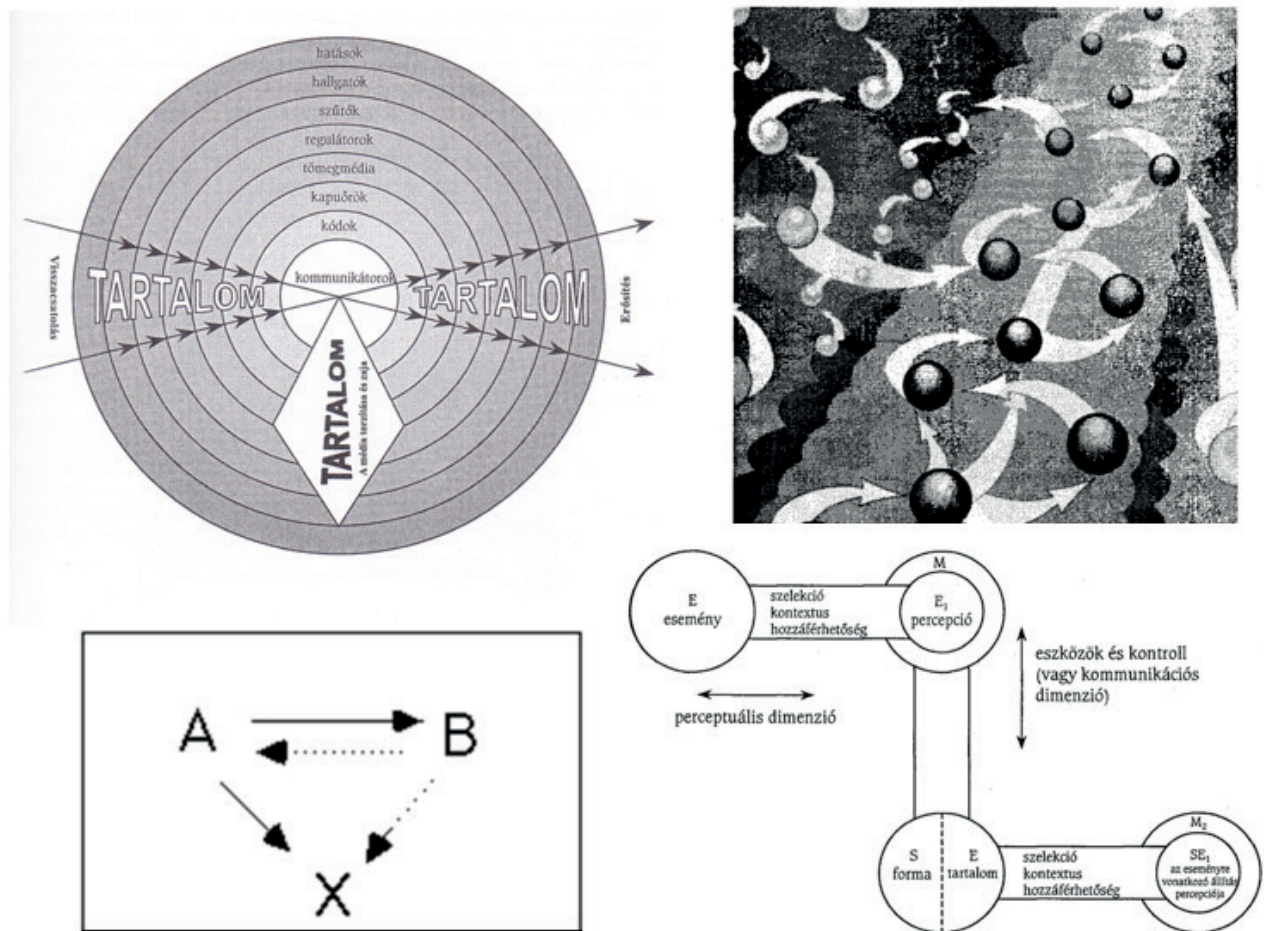 hatások
hallgatók
szűrők
regulátorok
tömegmédia
kapuőrök
kódok
kommunikátorok
Visszacsatolás
TARTALOM
TARTALOM
Erősítés
TARTALOM
A média torzítása és zaja
A
B
X
E
esemény
szelekció
kontextus
hozzáférhetőség
M
E₁
percepció
perceptuális dimenzió
eszközök és kontroll
(vagy kommunikációs
dimenzió)
S
forma
E
tartalom
szelekció
kontextus
hozzáférhetőség
M₂
SE₁
az eseményte
vonatkozó állítás
percepciója